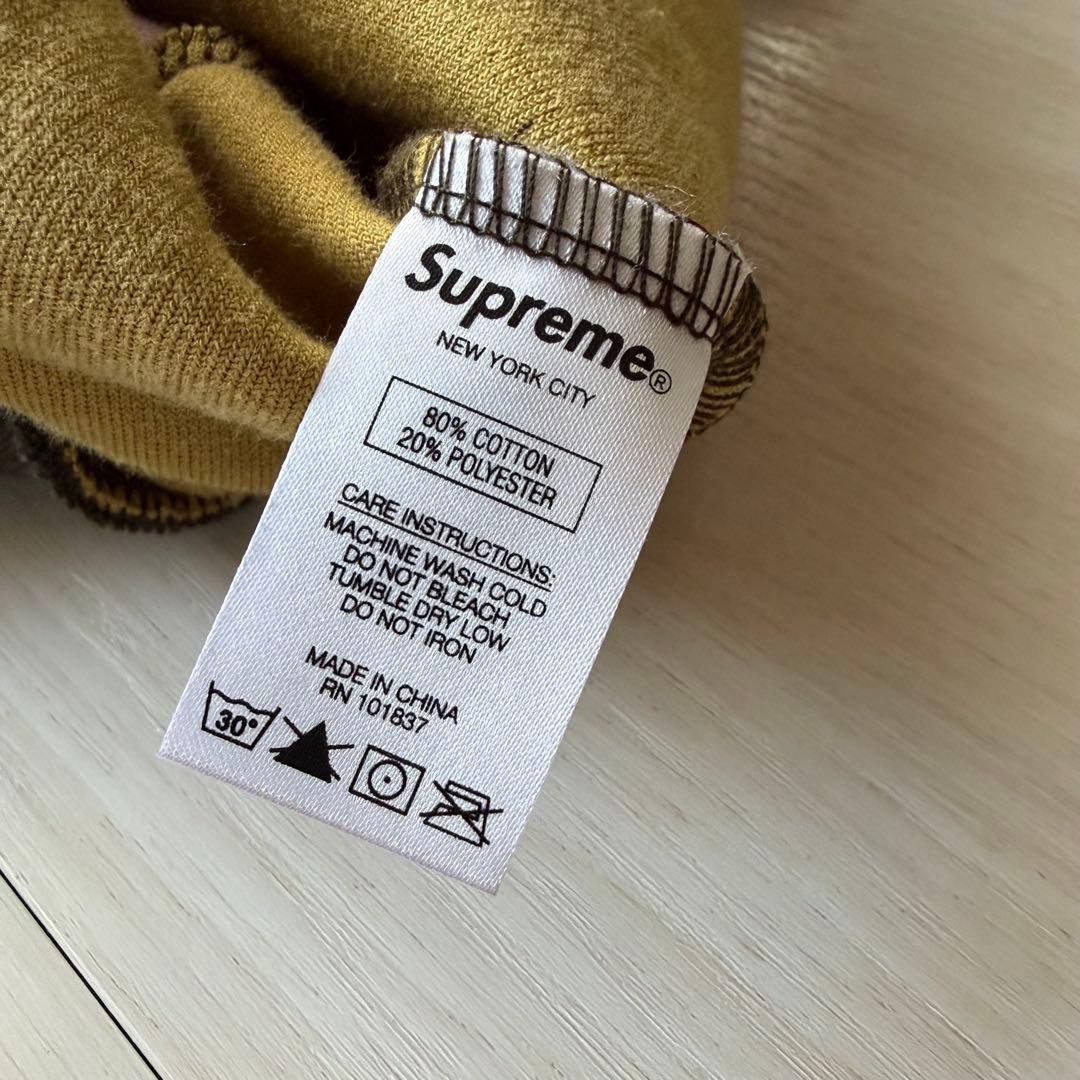 Supreme®
NEW YORK CITY
80% COTTON
20% POLYESTER
CARE INSTRUCTIONS:
MACHINE WASH COLD
DO NOT BLEACH
TUMBLE DRY LOW
DO NOT IRON
MADE IN CHINA
RN 101837
30°